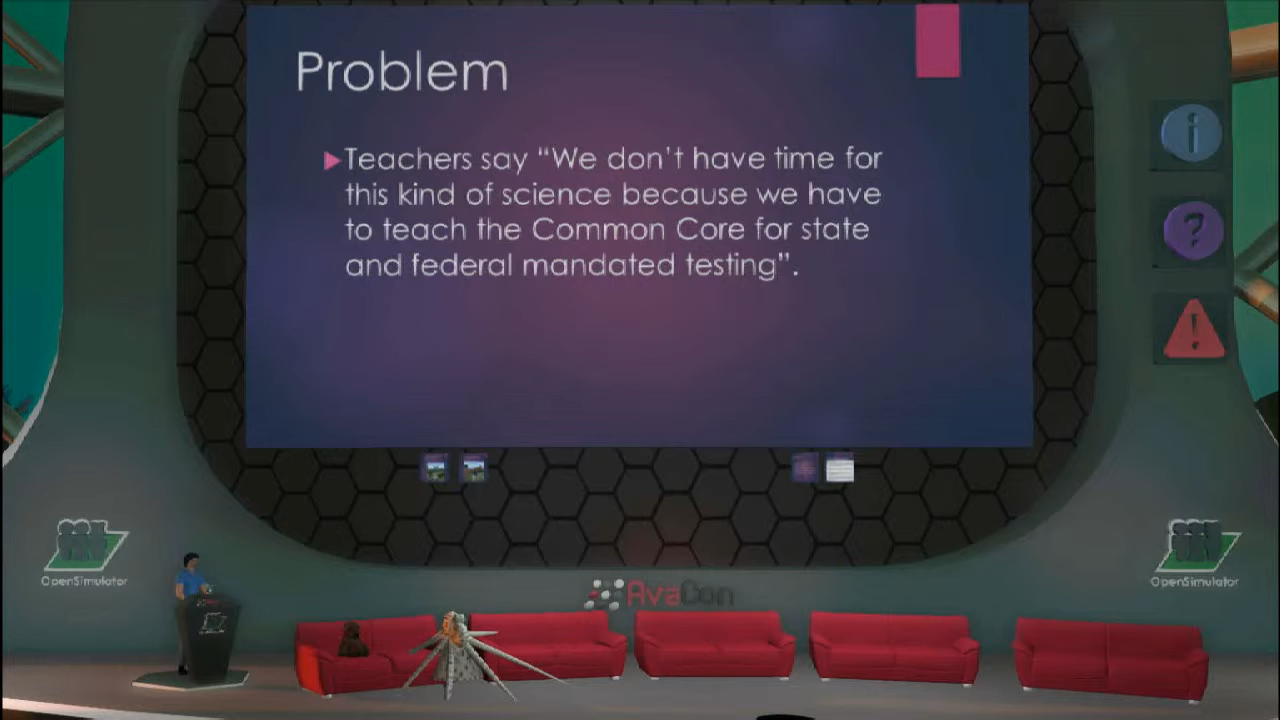 Problem
Teachers say “We don’t have time for
this kind of science because we have
to teach the Common Core for state
and federal mandated testing”.
i
?
!
OpenSimulator
OpenSimulator
AvaCon